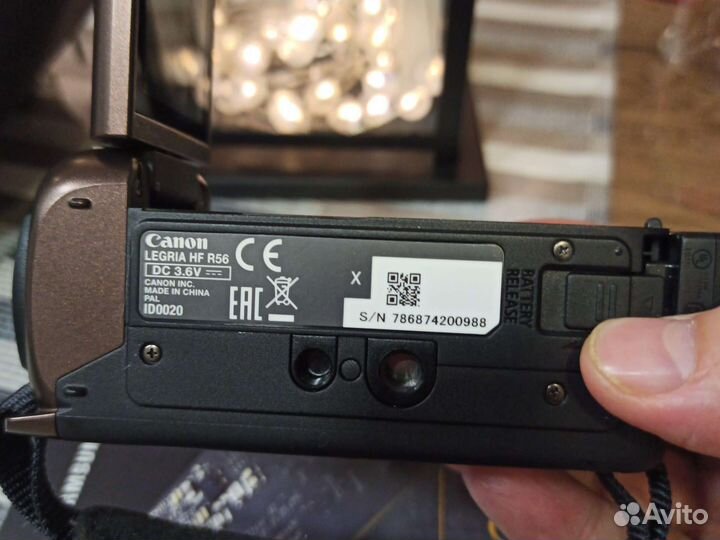 Canon
LEGRIA HF R56
DC 3.6V
CANON INC.
MADE IN CHINA
PAL
ID0020
CE
EAC
X
S/N 786874200988
BATTERY
RELEASE
Avito